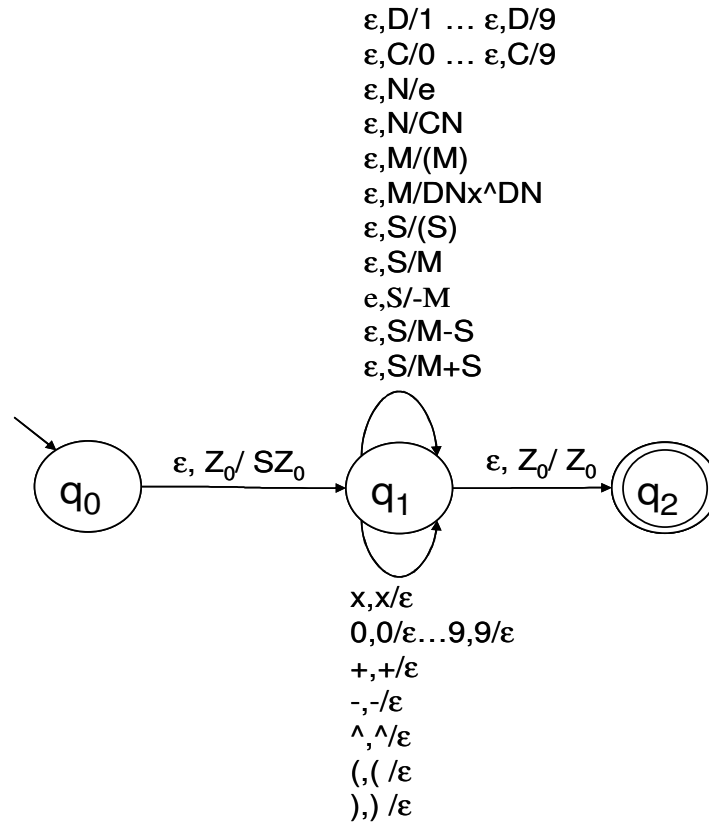 ε,D/1 … ε,D/9
ε,C/0 … ε,C/9
ε,N/e
ε,N/CN
ε,M/(M)
ε,M/DNx^DN
ε,S/(S)
ε,S/M
e,S/-M
ε,S/M-S
ε,S/M+S
ε, Z₀/ SZ₀
ε, Z₀/ Z₀
q₀
q₁
q₂
x,x/ε
0,0/ε…9,9/ε
+,+/ε
-,-/ε
^,^/ε
(,( /ε
),) /ε